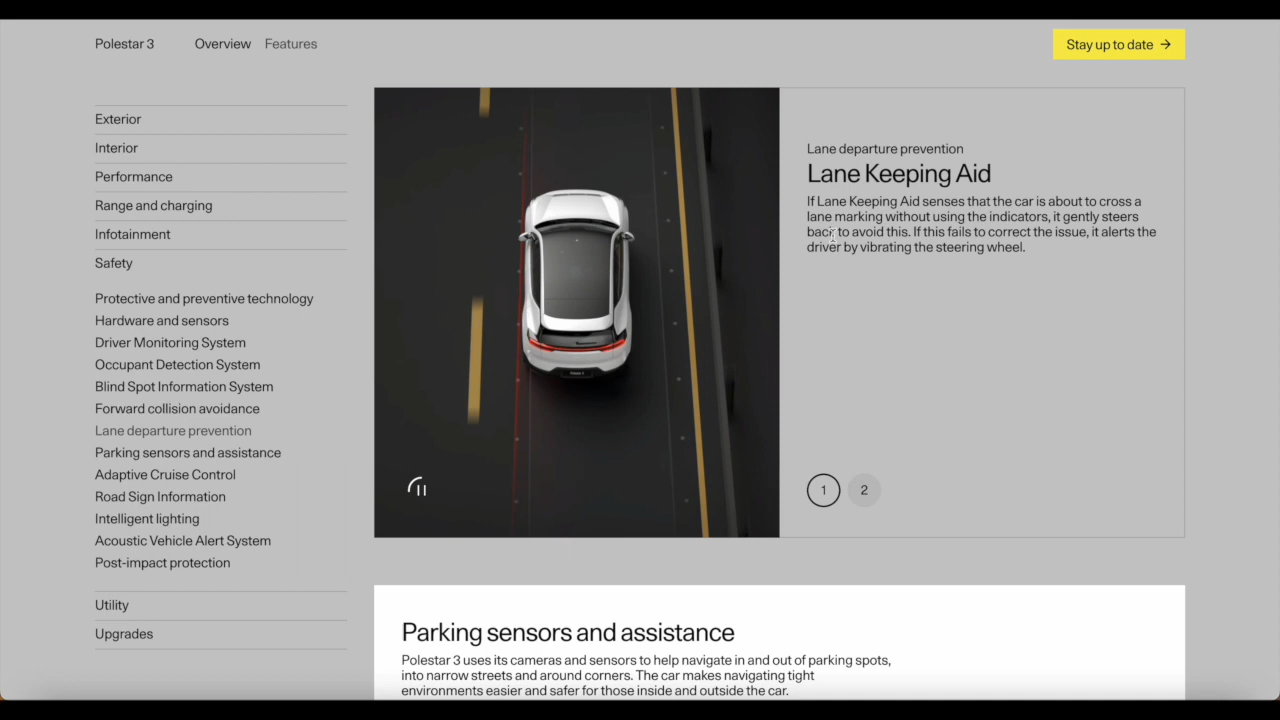 Polestar 3
Overview
Features
Stay up to date →
Exterior
Interior
Performance
Range and charging
Infotainment
Safety
Protective and preventive technology
Hardware and sensors
Driver Monitoring System
Occupant Detection System
Blind Spot Information System
Forward collision avoidance
Lane departure prevention
Parking sensors and assistance
Adaptive Cruise Control
Road Sign Information
Intelligent lighting
Acoustic Vehicle Alert System
Post-impact protection
Utility
Upgrades
Lane departure prevention
Lane Keeping Aid
If Lane Keeping Aid senses that the car is about to cross a
lane marking without using the indicators, it gently steers
back to avoid this. If this fails to correct the issue, it alerts the
driver by vibrating the steering wheel.
1
2
Parking sensors and assistance
Polestar 3 uses its cameras and sensors to help navigate in and out of parking spots,
into narrow streets and around corners. The car makes navigating tight
environments easier and safer for those inside and outside the car.